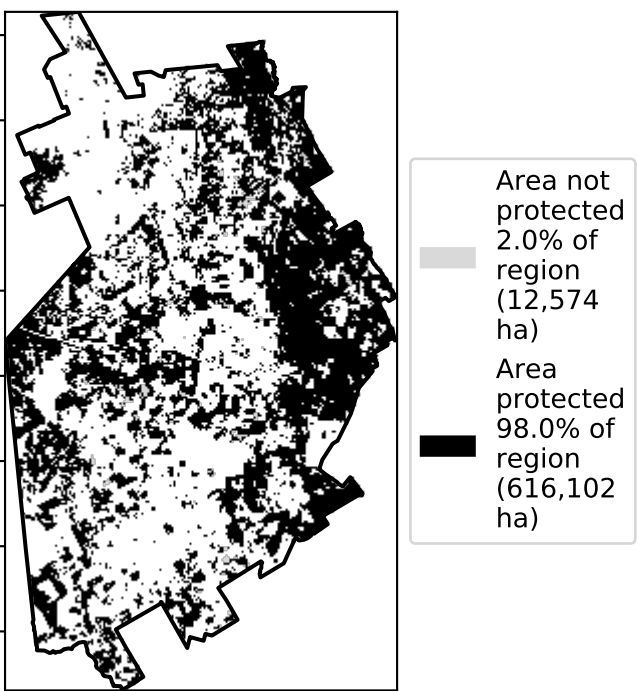 Area not
protected
2.0% of
region
(12,574
ha)
Area
protected
98.0% of
region
(616,102
ha)